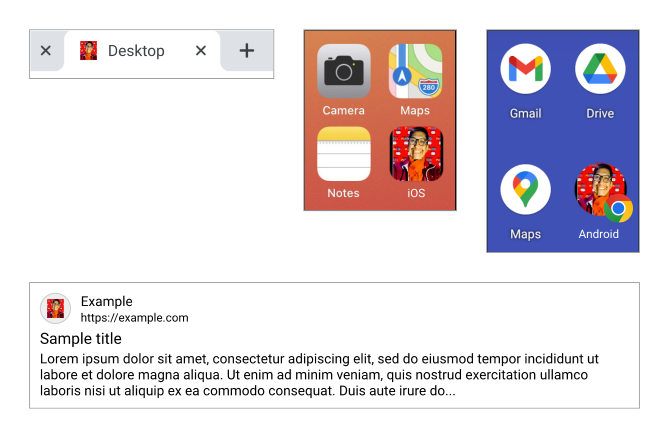 Desktop
Camera
Maps
280
Notes
iOS
Gmail
Drive
Maps
Android
Example
https://example.com
Sample title
Lorem ipsum dolor sit amet, consectetur adipiscing elit, sed do eiusmod tempor incididunt ut
labore et dolore magna aliqua. Ut enim ad minim veniam, quis nostrud exercitation ullamco
laboris nisi ut aliquip ex ea commodo consequat. Duis aute irure do...